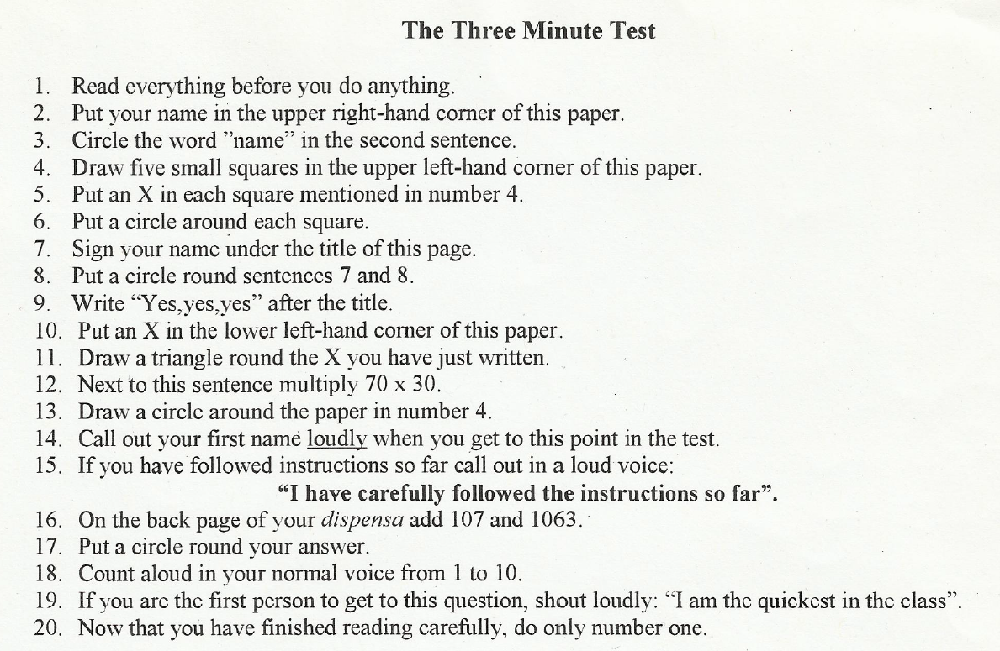 The Three Minute Test
1. Read everything before you do anything.
2. Put your name in the upper right-hand corner of this paper.
3. Circle the word ”name” in the second sentence.
4. Draw five small squares in the upper left-hand corner of this paper.
5. Put an X in each square mentioned in number 4.
6. Put a circle around each square.
7. Sign your name under the title of this page.
8. Put a circle round sentences 7 and 8.
9. Write “Yes,yes,yes” after the title.
10. Put an X in the lower left-hand corner of this paper.
11. Draw a triangle round the X you have just written.
12. Next to this sentence multiply 70 x 30.
13. Draw a circle around the paper in number 4.
14. Call out your first name loudly when you get to this point in the test.
15. If you have followed instructions so far call out in a loud voice:
“I have carefully followed the instructions so far”.
16. On the back page of your dispensa add 107 and 1063.
17. Put a circle round your answer.
18. Count aloud in your normal voice from 1 to 10.
19. If you are the first person to get to this question, shout loudly: “I am the quickest in the class”.
20. Now that you have finished reading carefully, do only number one.